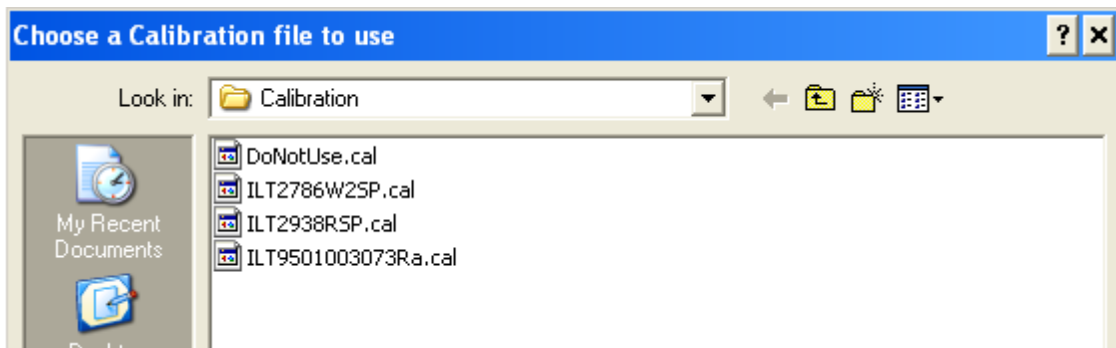 Choose a Calibration file to use
Look in: Calibration
DoNotUse.cal
ILT2786W2SP.cal
ILT2938RSP.cal
ILT9501003073Ra.cal
My Recent
Documents